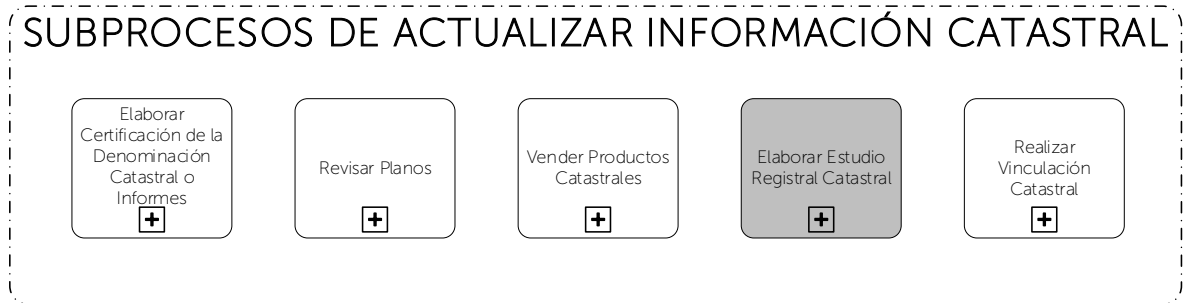 SUBPROCESOS DE ACTUALIZAR INFORMACIÓN CATASTRAL
Elaborar
Certificación de la
Denominación
Catastral o
Informes
Revisar Planos
Vender Productos
Catastrales
Elaborar Estudio
Registral Catastral
Realizar
Vinculación
Catastral